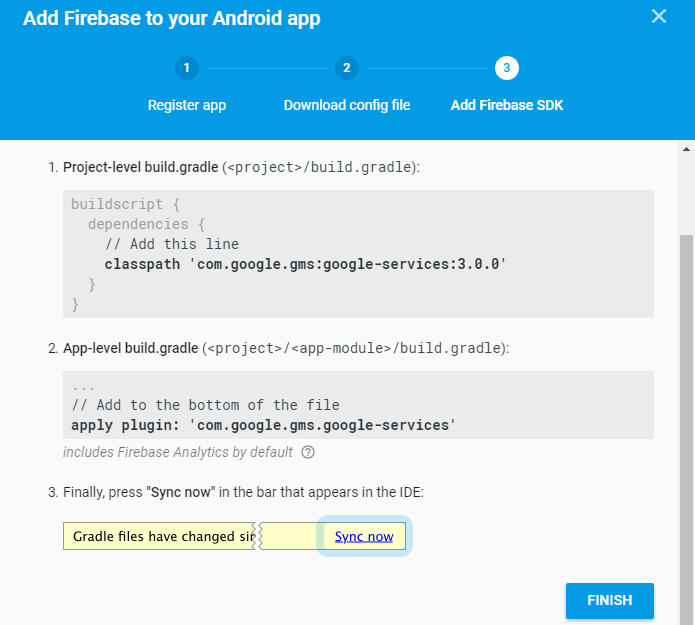 Add Firebase to your Android app
1
2
3
Register app
Download config file
Add Firebase SDK
1. Project-level build.gradle (<project>/build.gradle):
buildscript {
dependencies {
// Add this line
classpath 'com.google.gms:google-services:3.0.0'
}
}
2. App-level build.gradle (<project>/<app-module>/build.gradle):
...
// Add to the bottom of the file
apply plugin: 'com.google.gms.google-services'
includes Firebase Analytics by default ?
3. Finally, press "Sync now" in the bar that appears in the IDE:
Gradle files have changed sin Sync now
FINISH